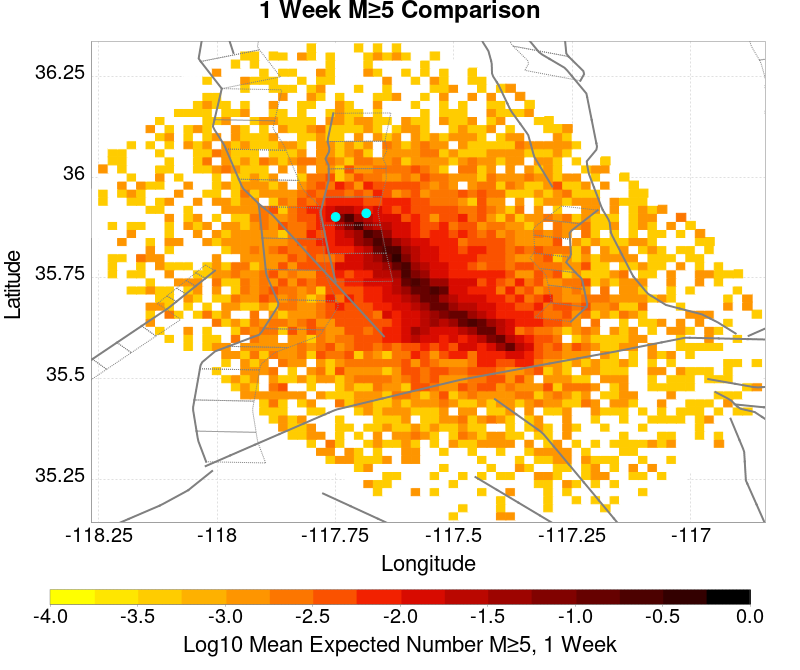 1 Week M≥5 Comparison
36.25
36
35.75
35.5
35.25
Latitude
-118.25 -118 -117.75 -117.5 -117.25 -117
Longitude
-4.0 -3.5 -3.0 -2.5 -2.0 -1.5 -1.0 -0.5 0.0
Log10 Mean Expected Number M≥5, 1 Week